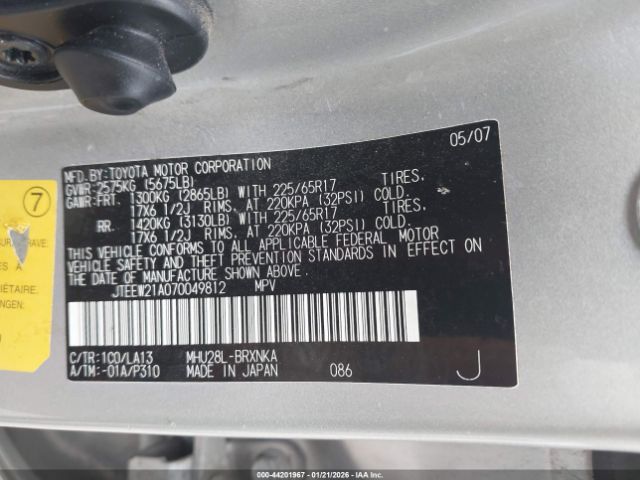 05/07
MFD.BY:TOYOTA MOTOR CORPORATION
GVWR-2575KG (5675LB)
GAWR:FRT. 1300KG (2865LB) WITH 225/65R17 TIRES.
17X6 1/2J RIMS. AT 220KPA (32PSI) COLD.
RR. 1420KG (3130LB) WITH 225/65R17 TIRES.
17X6 1/2J RIMS. AT 220KPA (32PSI) COLD.
THIS VEHICLE CONFORMS TO ALL APPLICABLE FEDERAL MOTOR
VEHICLE SAFETY AND THEFT PREVENTION STANDARDS IN EFFECT ON
THE DATE OF MANUFACTURE SHOWN ABOVE.
JTEEW21A070049812 MPV
C/TR:1C0/LA13 MHU28L-BRXNKA
A/TM:-01A/P310 MADE IN JAPAN 086 J
7
RAVE.
ES À
IÉTAIRE.
NGEN:
000-44201967 - 01/21/2026 - IAA Inc.